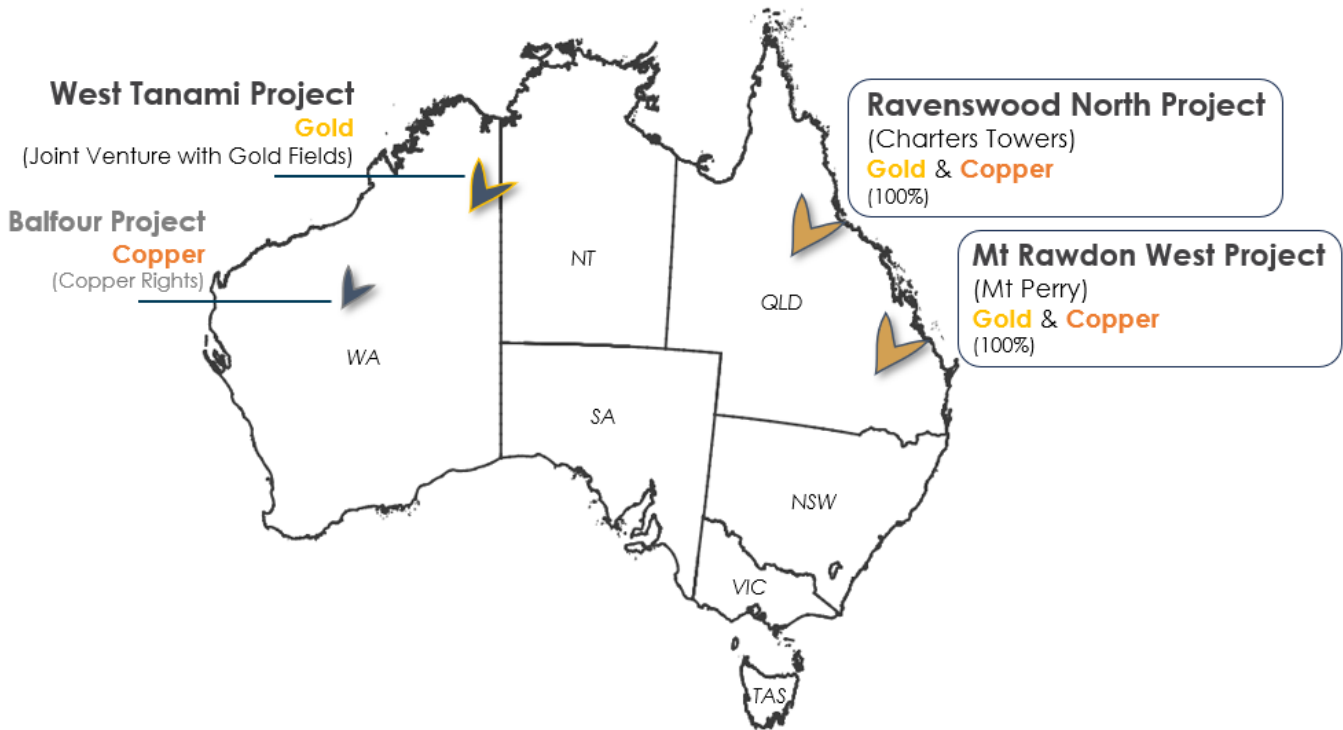 West Tanami Project
Gold
(Joint Venture with Gold Fields)
Balfour Project
Copper
(Copper Rights)
Ravenswood North Project
(Charters Towers)
Gold & Copper
(100%)
Mt Rawdon West Project
(Mt Perry)
Gold & Copper
(100%)
NT
QLD
WA
SA
NSW
VIC
TAS